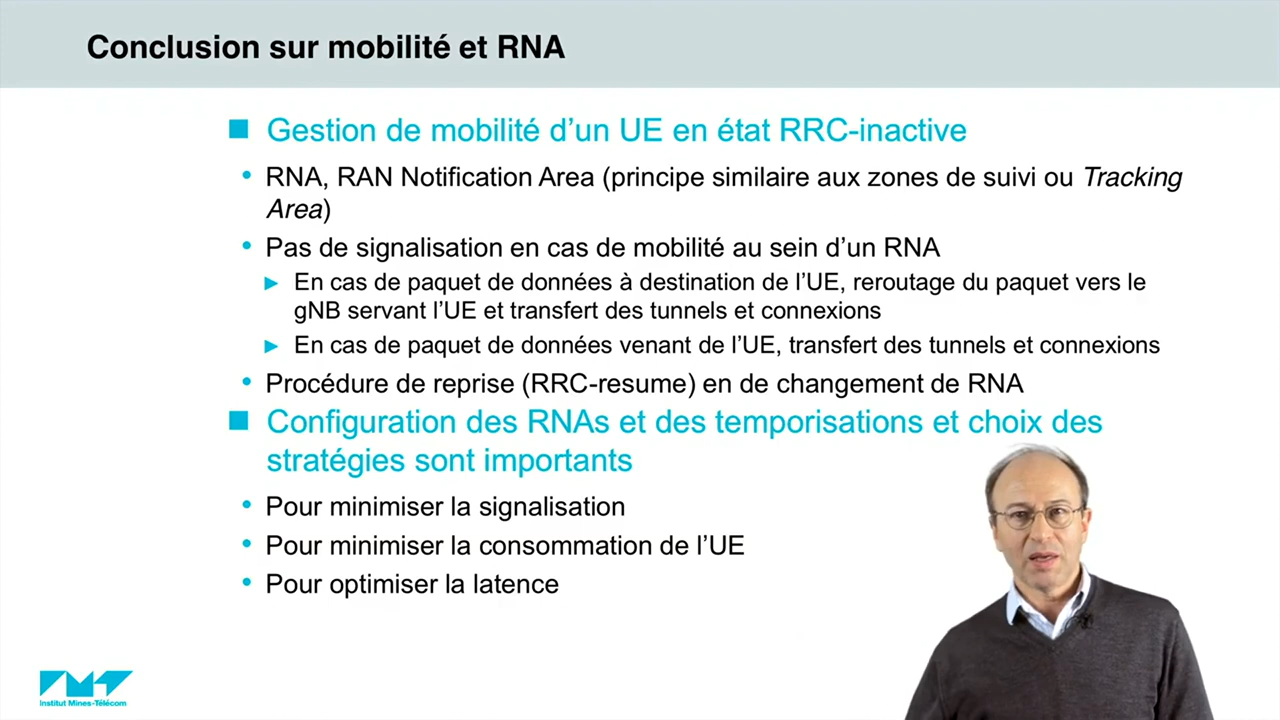 Conclusion sur mobilité et RNA
Gestion de mobilité d’un UE en état RRC-inactive
RNA, RAN Notification Area (principe similaire aux zones de suivi ou Tracking
Area)
Pas de signalisation en cas de mobilité au sein d’un RNA
En cas de paquet de données à destination de l’UE, reroutage du paquet vers le
gNB servant l’UE et transfert des tunnels et connexions
En cas de paquet de données venant de l’UE, transfert des tunnels et connexions
Procédure de reprise (RRC-resume) en de changement de RNA
Configuration des RNAs et des temporisations et choix des
stratégies sont importants
Pour minimiser la signalisation
Pour minimiser la consommation de l’UE
Pour optimiser la latence
IMT
Institut Mines-Télécom